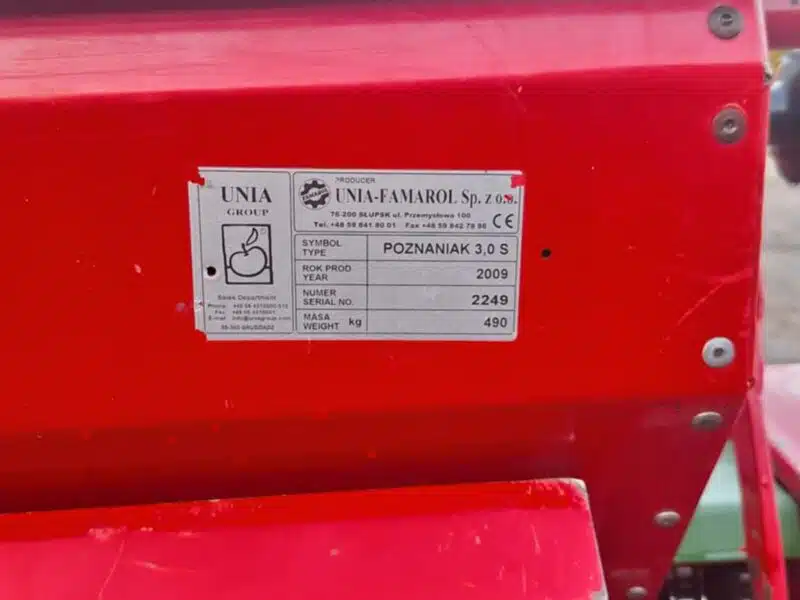 UNIA
GROUP
Sales Department
PRODUCER
FAMAROL
UNIA-FAMAROL Sp. z o.o.
76-200 SŁUPSK ul. Przemysłowa 100
Tel. +48 59 841 80 01 Fax +48 59 842 78 96
CE
SYMBOL
TYPE
POZNANIAK 3,0 S
ROK PROD
YEAR
2009
NUMER
SERIAL NO.
2249
MASA
WEIGHT kg
490